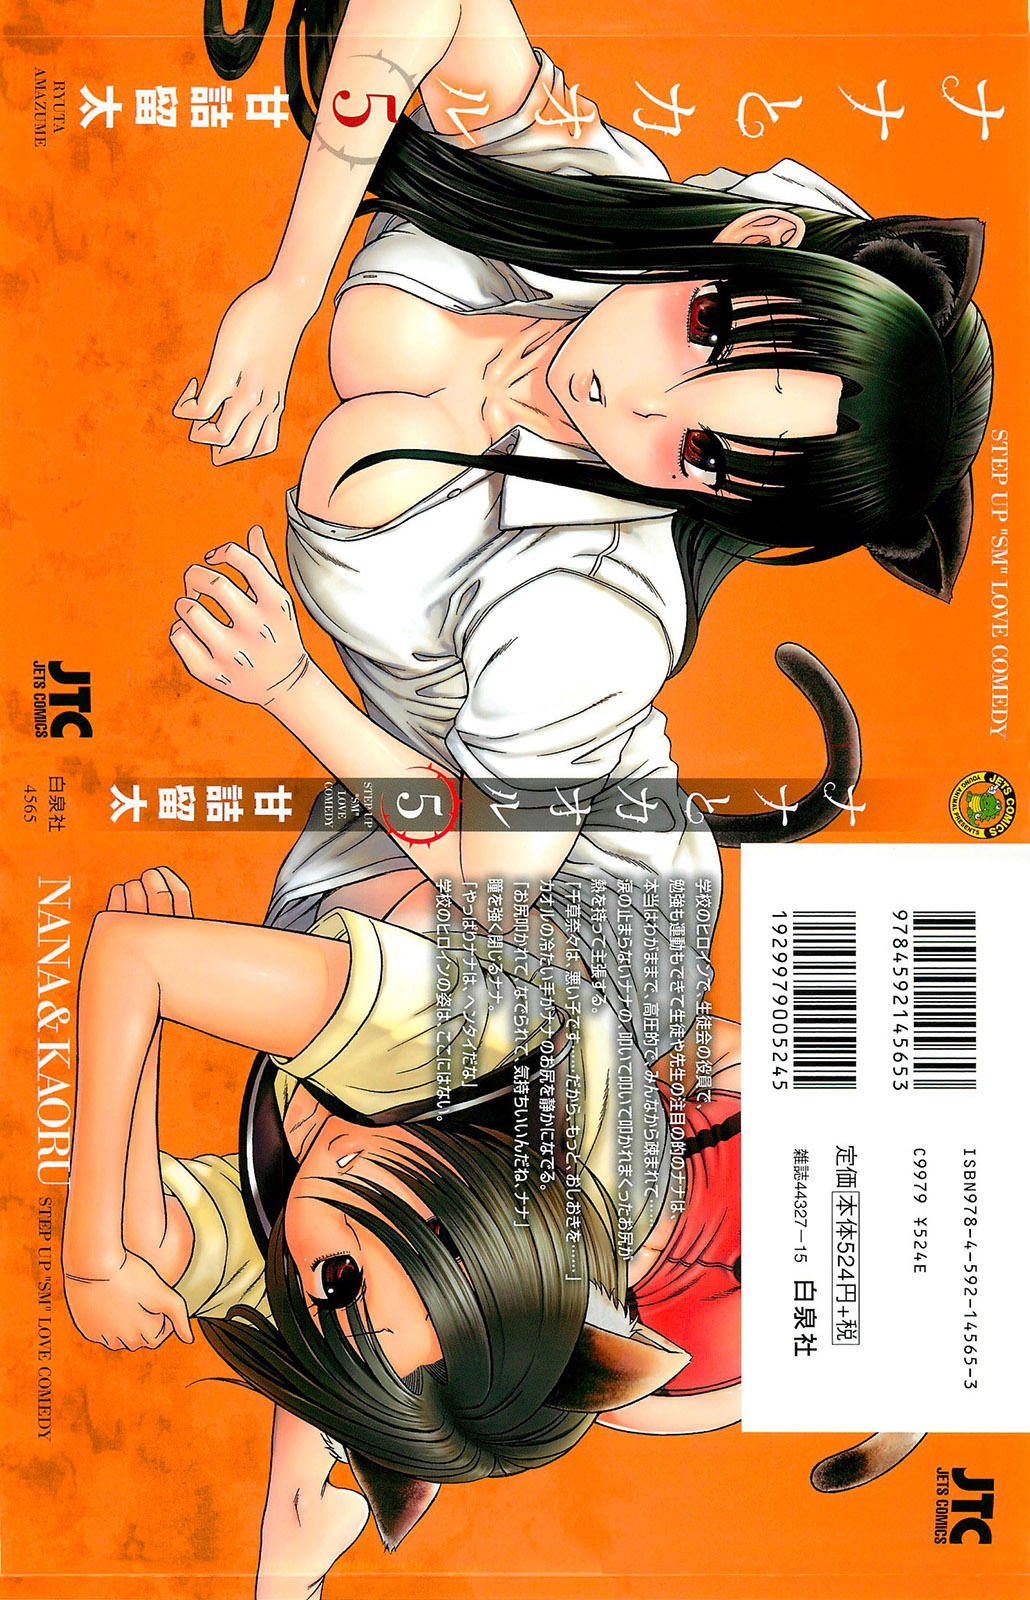 ナナとカオル
5
甘詰留太
RYUTA
AMAZUME
STEP UP "SM" LOVE COMEDY
JTC
JETS COMICS
ナナとカオル
5
STEP UP
"SM"
LOVE
COMEDY
甘詰留太
JETS COMICS
YOUNG ANIMAL PRESENTS
白泉社
4565
学校のヒロインで、生徒会の役員で、
勉強も運動もできて生徒や先生の注目の的のナナは、
本当はわがままで、高圧的で、みんなから疎まれて……
涙の止まらないナナの、叩いて叩いて叩かれまくったお尻が
熱を持って主張する。
「千草奈々は、悪い子です……だから、もっと、おしおきを……」
カオルの冷たい手がナナのお尻を静かになでる。
「お尻叩かれて、なでられて、気持ちいいんだね、ナナ」
瞳を強く閉じるナナ。
「やっぱりナナは、ヘンタイだな」
学校のヒロインの姿は、ここにはない。
NANA&KAORU STEP UP "SM" LOVE COMEDY
9784592145653
1929979005245
ISBN978-4-592-14565-3
C9979 ¥524E
定価 本体524円+税
雑誌44327-15 白泉社
JTC
JETS COMICS